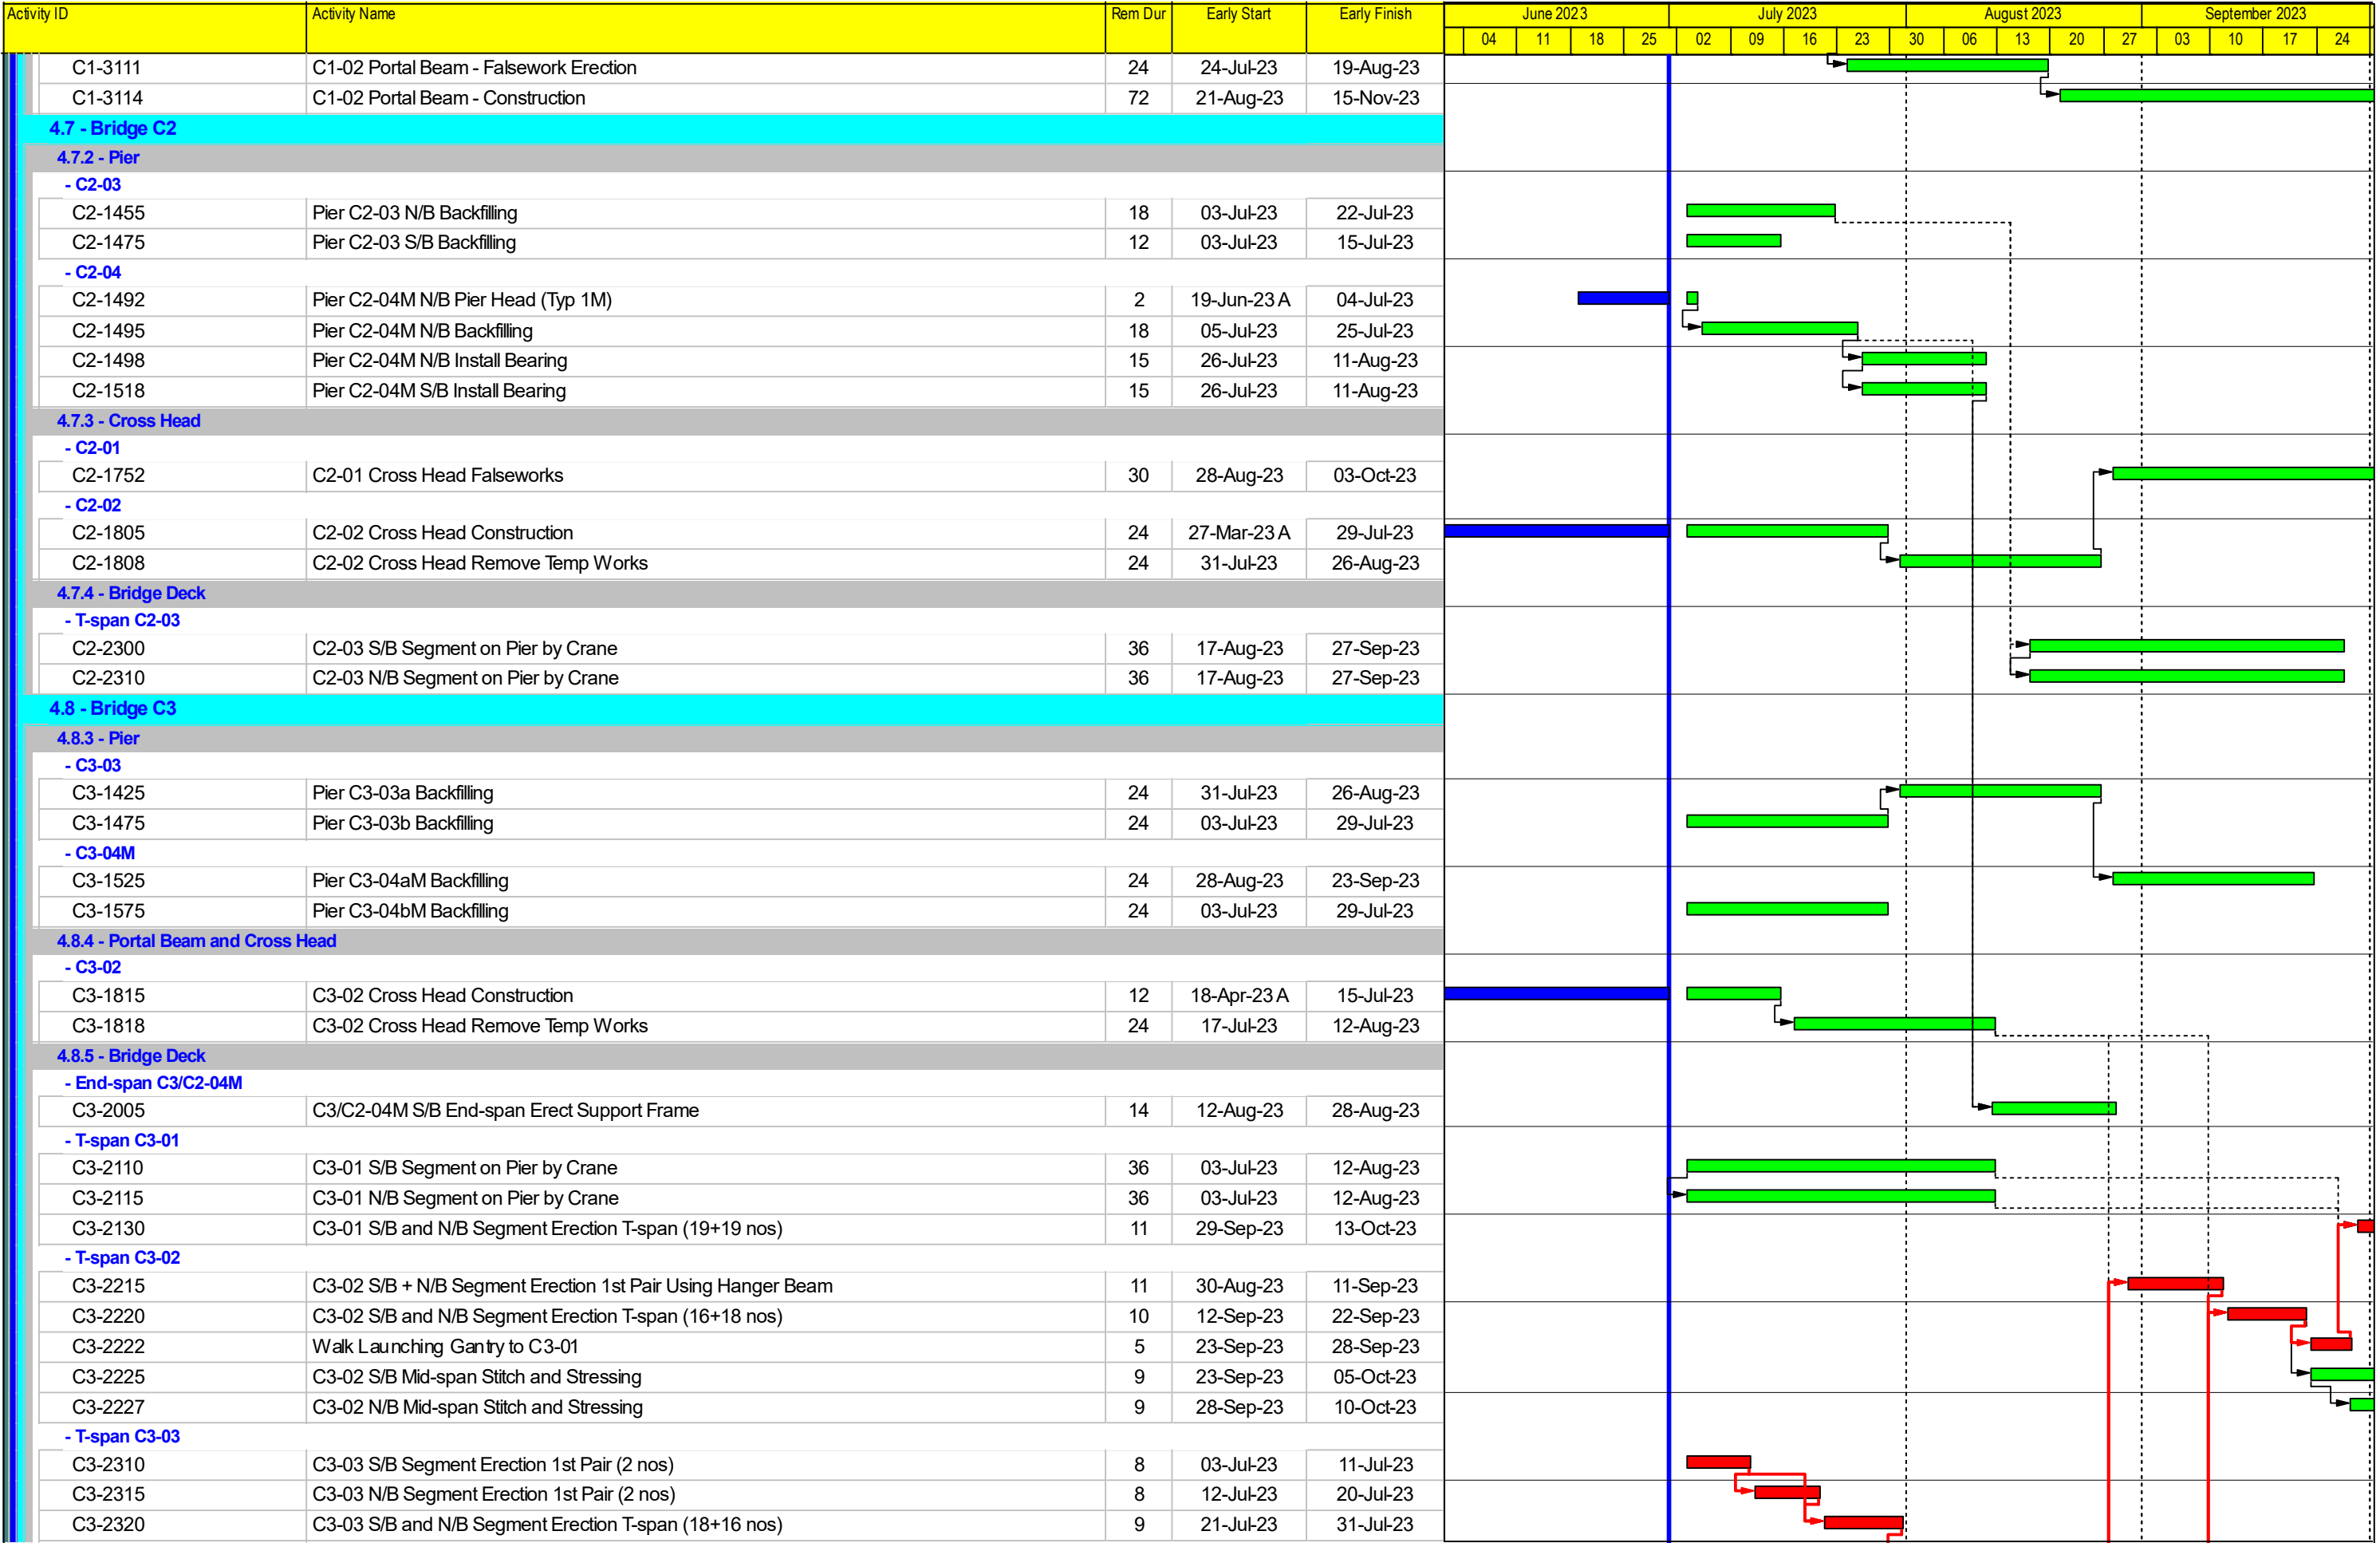 Activity ID Activity Name Rem Dur Early Start Early Finish June 2023 July 2023 August 2023 September 2023
04 11 18 25 02 09 16 23 30 06 13 20 27 03 10 17 24
C1-3111 C1-02 Portal Beam - Falsework Erection 24 24-Jul-23 19-Aug-23
C1-3114 C1-02 Portal Beam - Construction 72 21-Aug-23 15-Nov-23
4.7 - Bridge C2
4.7.2 - Pier
- C2-03
C2-1455 Pier C2-03 N/B Backfilling 18 03-Jul-23 22-Jul-23
C2-1475 Pier C2-03 S/B Backfilling 12 03-Jul-23 15-Jul-23
- C2-04
C2-1492 Pier C2-04M N/B Pier Head (Typ 1M) 2 19-Jun-23 A 04-Jul-23
C2-1495 Pier C2-04M N/B Backfilling 18 05-Jul-23 25-Jul-23
C2-1498 Pier C2-04M N/B Install Bearing 15 26-Jul-23 11-Aug-23
C2-1518 Pier C2-04M S/B Install Bearing 15 26-Jul-23 11-Aug-23
4.7.3 - Cross Head
- C2-01
C2-1752 C2-01 Cross Head Falseworks 30 28-Aug-23 03-Oct-23
- C2-02
C2-1805 C2-02 Cross Head Construction 24 27-Mar-23 A 29-Jul-23
C2-1808 C2-02 Cross Head Remove Temp Works 24 31-Jul-23 26-Aug-23
4.7.4 - Bridge Deck
- T-span C2-03
C2-2300 C2-03 S/B Segment on Pier by Crane 36 17-Aug-23 27-Sep-23
C2-2310 C2-03 N/B Segment on Pier by Crane 36 17-Aug-23 27-Sep-23
4.8 - Bridge C3
4.8.3 - Pier
- C3-03
C3-1425 Pier C3-03a Backfilling 24 31-Jul-23 26-Aug-23
C3-1475 Pier C3-03b Backfilling 24 03-Jul-23 29-Jul-23
- C3-04M
C3-1525 Pier C3-04aM Backfilling 24 28-Aug-23 23-Sep-23
C3-1575 Pier C3-04bM Backfilling 24 03-Jul-23 29-Jul-23
4.8.4 - Portal Beam and Cross Head
- C3-02
C3-1815 C3-02 Cross Head Construction 12 18-Apr-23 A 15-Jul-23
C3-1818 C3-02 Cross Head Remove Temp Works 24 17-Jul-23 12-Aug-23
4.8.5 - Bridge Deck
- End-span C3/C2-04M
C3-2005 C3/C2-04M S/B End-span Erect Support Frame 14 12-Aug-23 28-Aug-23
- T-span C3-01
C3-2110 C3-01 S/B Segment on Pier by Crane 36 03-Jul-23 12-Aug-23
C3-2115 C3-01 N/B Segment on Pier by Crane 36 03-Jul-23 12-Aug-23
C3-2130 C3-01 S/B and N/B Segment Erection T-span (19+19 nos) 11 29-Sep-23 13-Oct-23
- T-span C3-02
C3-2215 C3-02 S/B + N/B Segment Erection 1st Pair Using Hanger Beam 11 30-Aug-23 11-Sep-23
C3-2220 C3-02 S/B and N/B Segment Erection T-span (16+18 nos) 10 12-Sep-23 22-Sep-23
C3-2222 Walk Launching Gantry to C3-01 5 23-Sep-23 28-Sep-23
C3-2225 C3-02 S/B Mid-span Stitch and Stressing 9 23-Sep-23 05-Oct-23
C3-2227 C3-02 N/B Mid-span Stitch and Stressing 9 28-Sep-23 10-Oct-23
- T-span C3-03
C3-2310 C3-03 S/B Segment Erection 1st Pair (2 nos) 8 03-Jul-23 11-Jul-23
C3-2315 C3-03 N/B Segment Erection 1st Pair (2 nos) 8 12-Jul-23 20-Jul-23
C3-2320 C3-03 S/B and N/B Segment Erection T-span (18+16 nos) 9 21-Jul-23 31-Jul-23